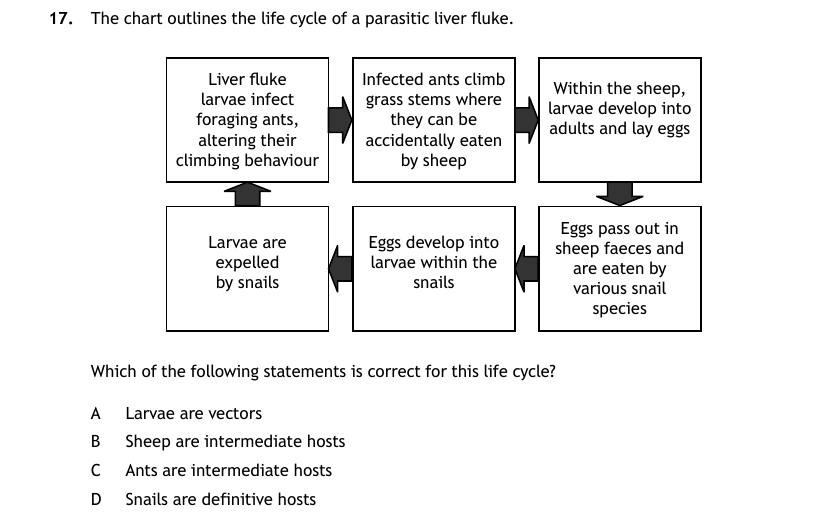 17. The chart outlines the life cycle of a parasitic liver fluke.
Liver fluke
larvae infect
foraging ants,
altering their
climbing behaviour
Infected ants climb
grass stems where
they can be
accidentally eaten
by sheep
Within the sheep,
larvae develop into
adults and lay eggs
Larvae are
expelled
by snails
Eggs develop into
larvae within the
snails
Eggs pass out in
sheep faeces and
are eaten by
various snail
species
Which of the following statements is correct for this life cycle?
A Larvae are vectors
B Sheep are intermediate hosts
C Ants are intermediate hosts
D Snails are definitive hosts